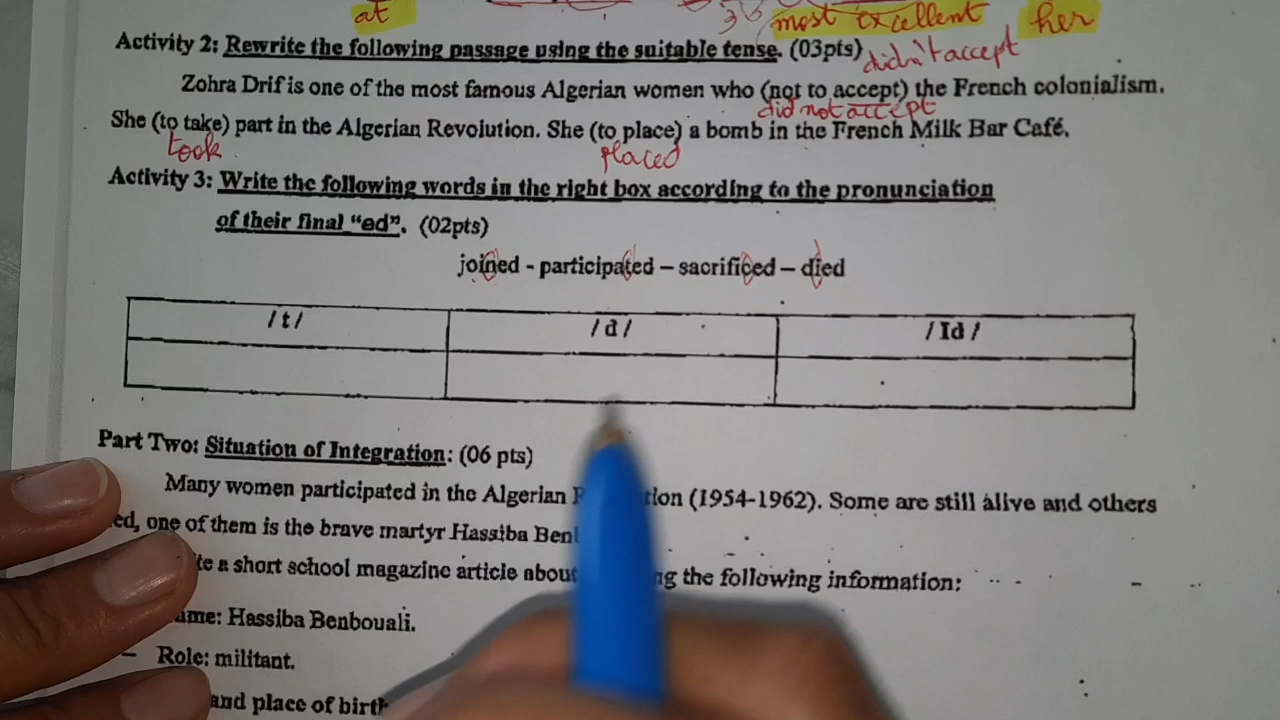 at
36 most excellent her
Activity 2: Rewrite the following passage using the suitable tense. (03pts) didn't accept
Zohra Drif is one of the most famous Algerian women who (not to accept) the French colonialism.
did not accept
She (to take) part in the Algerian Revolution. She (to place) a bomb in the French Milk Bar Café.
took placed
Activity 3: Write the following words in the right box according to the pronunciation
of their final "ed". (02pts)
joined - participated – sacrificed – died
/ t / / d / / Id /
Part Two: Situation of Integration: (06 pts)
Many women participated in the Algerian (1954-1962). Some are still alive and others
one of them is the brave martyr Hassiba
a short school magazine article about the following information:
Hassiba Benbouali.
– Role: militant.
and place of birth